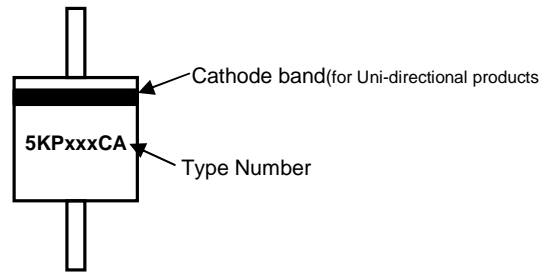 Cathode band(for Uni-directional products
5KPxxxCA
Type Number